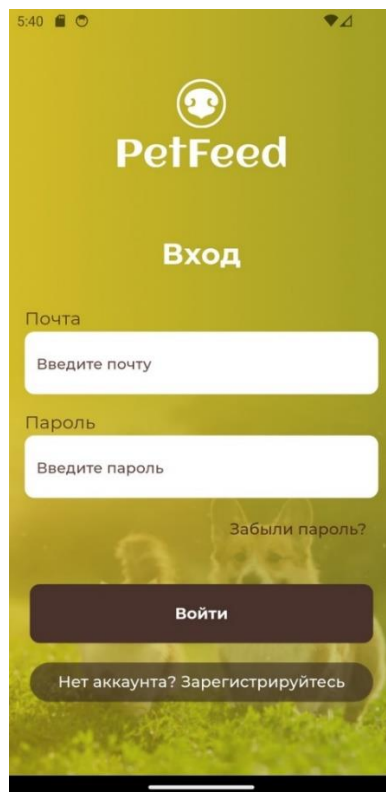 5:40
PetFeed
Вход
Почта
Введите почту
Пароль
Введите пароль
Забыли пароль?
Войти
Нет аккаунта? Зарегистрируйтесь